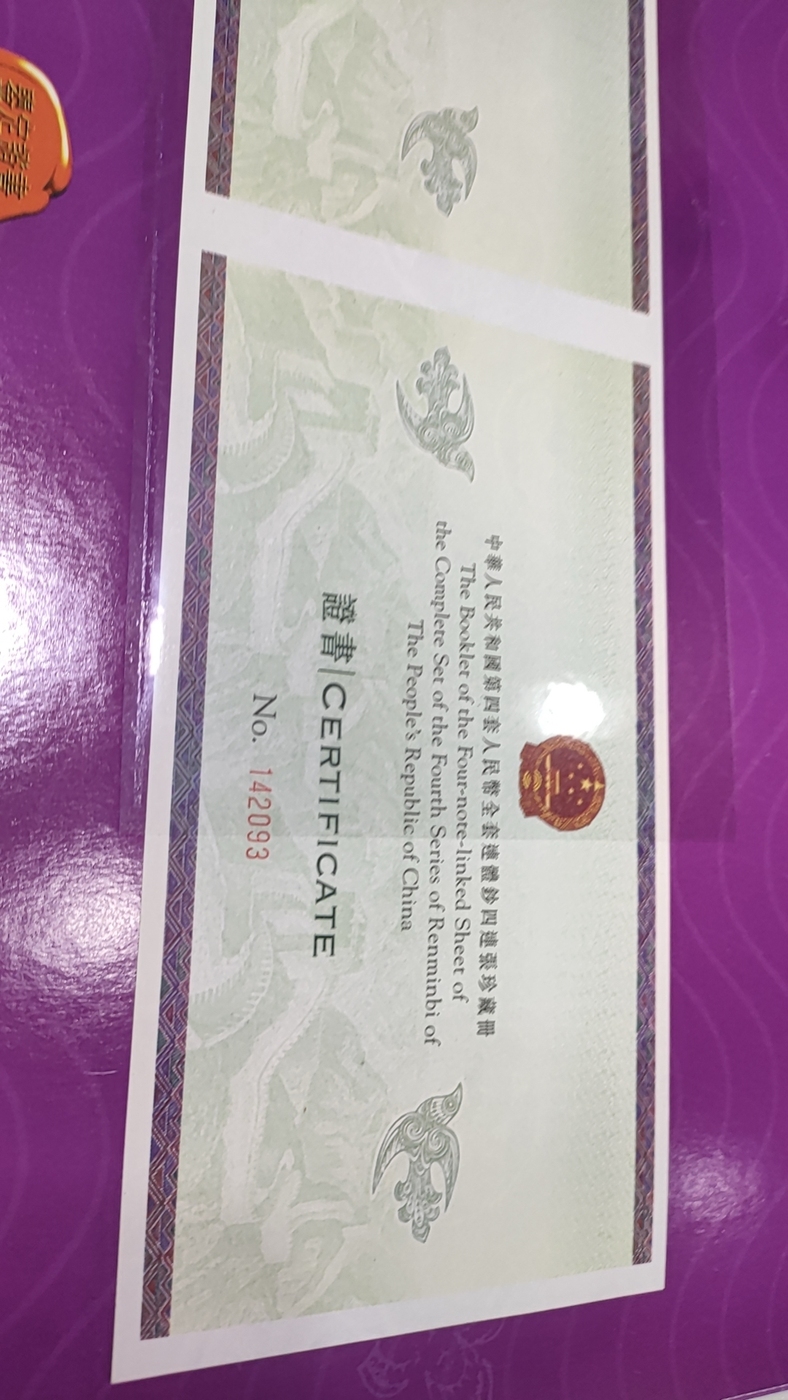 中華人民共和國第四套人民幣全套連體鈔四連張珍藏冊
The Booklet of the Four-note-linked Sheet of
the Complete Set of the Fourth Series of Renminbi of
The People's Republic of China
證書|CERTIFICATE
No. 142093